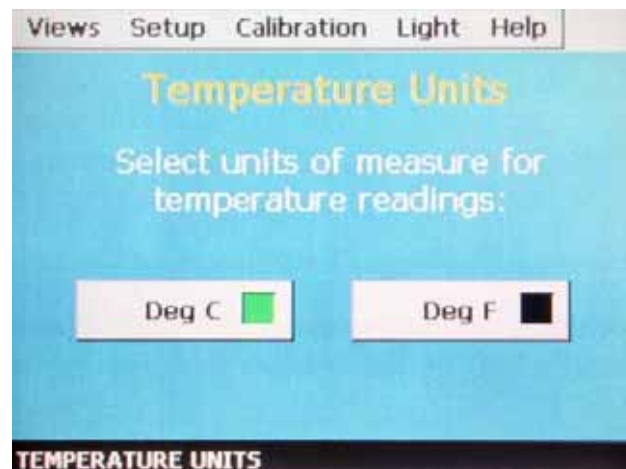 Views Setup Calibration Light Help
Temperature Units
Select units of measure for
temperature readings:
Deg C Deg F
TEMPERATURE UNITS